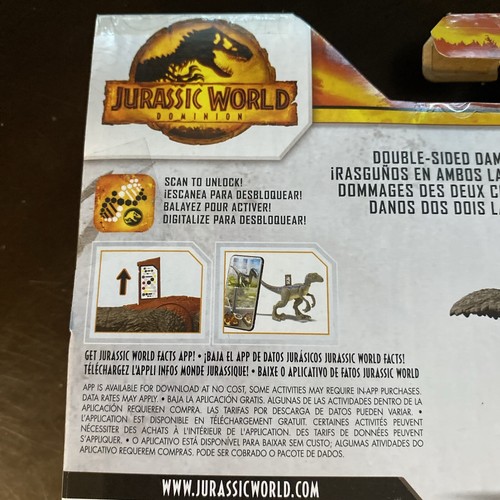 JURASSIC WORLD
DOMINION
DOUBLE-SIDED DAM
¡RASGUÑOS EN AMBOS LA
DOMMAGES DES DEUX C
DANOS DOS DOIS L
SCAN TO UNLOCK!
¡ESCANEA PARA DESBLOQUEAR!
BALAYEZ POUR ACTIVER!
DIGITALIZE PARA DESBLOQUEAR!
GET JURASSIC WORLD FACTS APP! • ¡BAJA EL APP DE DATOS JURÁSICOS JURASSIC WORLD FACTS!
TÉLÉCHARGEZ L'APPLI INFOS MONDE JURASSIQUE! • BAIXE O APLICATIVO DE FATOS JURASSIC WORLD
APP IS AVAILABLE FOR DOWNLOAD AT NO COST, SOME ACTIVITIES MAY REQUIRE IN-APP PURCHASES.
DATA RATES MAY APPLY. • BAJA LA APLICACIÓN GRATIS. ALGUNAS DE LAS ACTIVIDADES DENTRO DE LA
APLICACIÓN REQUIEREN COMPRA. LAS TARIFAS POR DESCARGA DE DATOS PUEDEN VARIAR. •
L'APPLICATION EST DISPONIBLE EN TÉLÉCHARGEMENT GRATUIT. CERTAINES ACTIVITÉS PEUVENT
NÉCESSITER DES ACHATS À L'INTÉRIEUR DE L'APPLICATION. DES TARIFS DE DONNÉES PEUVENT
S'APPLIQUER. • O APLICATIVO ESTÁ DISPONÍVEL PARA BAIXAR SEM CUSTO; ALGUMAS ATIVIDADES DO
APLICATIVO REQUEREM COMPRAS. PODE SER COBRADO O PACOTE DE DADOS.
WWW.JURASSICWORLD.COM